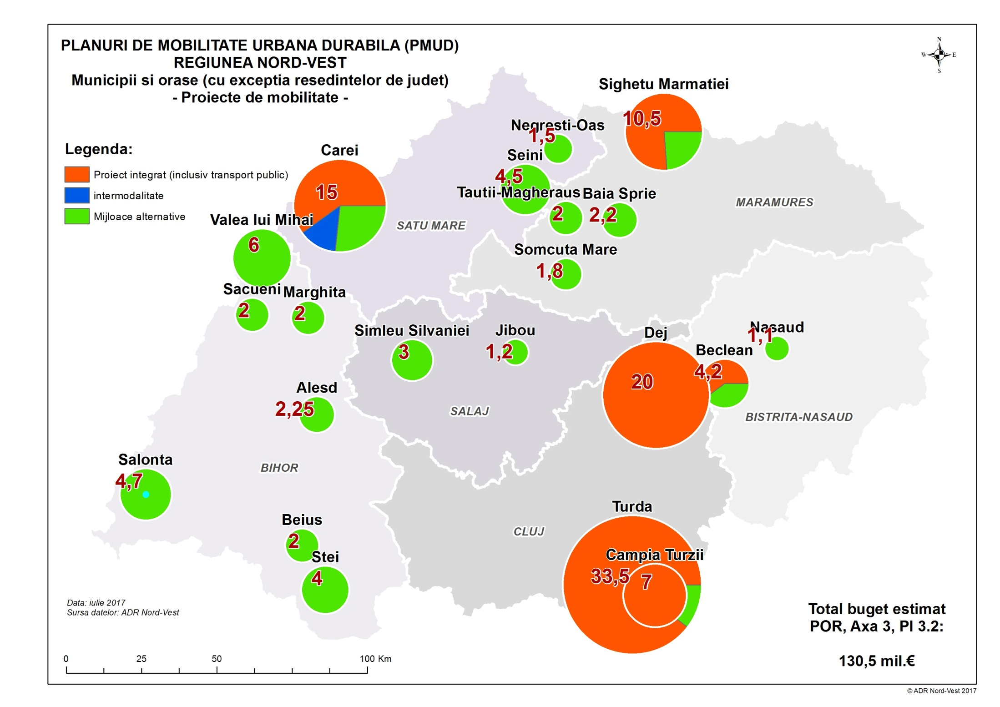 PLANURI DE MOBILITATE URBANA DURABILA (PMUD)
REGIUNEA NORD-VEST
Municipii si orase (cu exceptia resedintelor de judet)
- Proiecte de mobilitate -
N
W E
S
Legenda:
Proiect integrat (inclusiv transport public)
intermodalitate
Mijloace alternative
Sighetu Marmatiei
10,5
Negresti-Oas
1,5
Carei
15
Seini
4,5
Tautii-Magheraus
2
Baia Sprie
2,2
MARAMURES
SATU MARE
Valea lui Mihai
6
Somcuta Mare
1,8
Sacueni
2
Marghita
2
Simleu Silvaniei
3
Jibou
1,2
Dej
20
Nasaud
1,1
Beclean
4,2
Alesd
2,25
SALAJ
BISTRITA-NASAUD
Salonta
4,7
BIHOR
Beius
2
Stei
4
CLUJ
Turda
33,5
Campia Turzii
7
Data: iulie 2017
Sursa datelor: ADR Nord-Vest
Total buget estimat
POR, Axa 3, PI 3.2:
130,5 mil.€
0 25 50 100 Km
© ADR Nord-Vest 2017